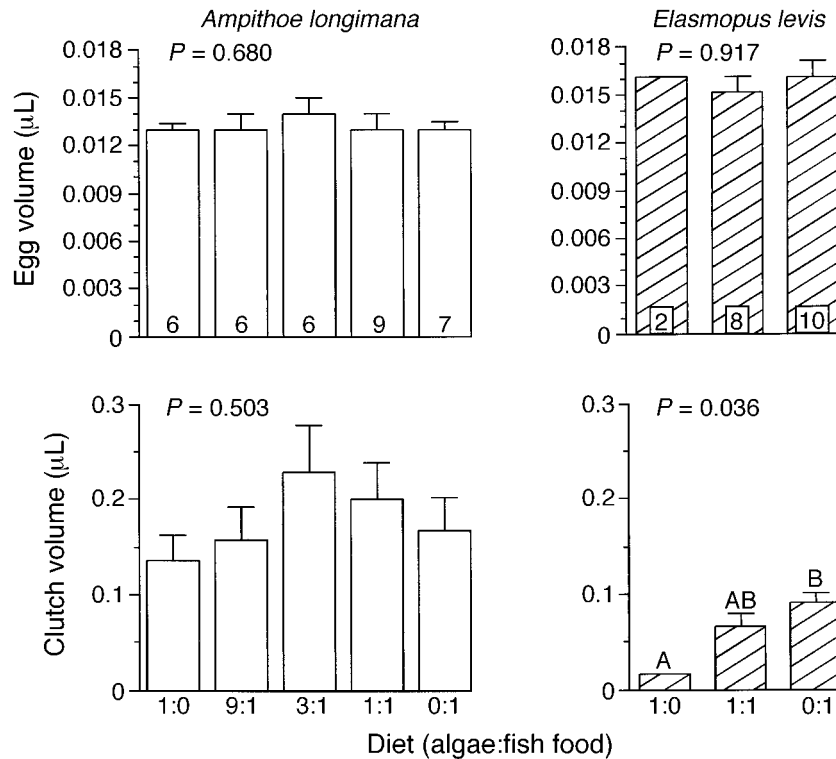 Ampithoe longimana
Elasmopus levis
Egg volume (µL)
0.018
0.015
0.012
0.009
0.006
0.003
0
P = 0.680
6 6 6 9 7
0.018
0.015
0.012
0.009
0.006
0.003
0
P = 0.917
2 8 10
Clutch volume (µL)
0.3
0.2
0.1
0
P = 0.503
1:0 9:1 3:1 1:1 0:1
0.3
0.2
0.1
0
P = 0.036
A AB B
1:0 1:1 0:1
Diet (algae:fish food)